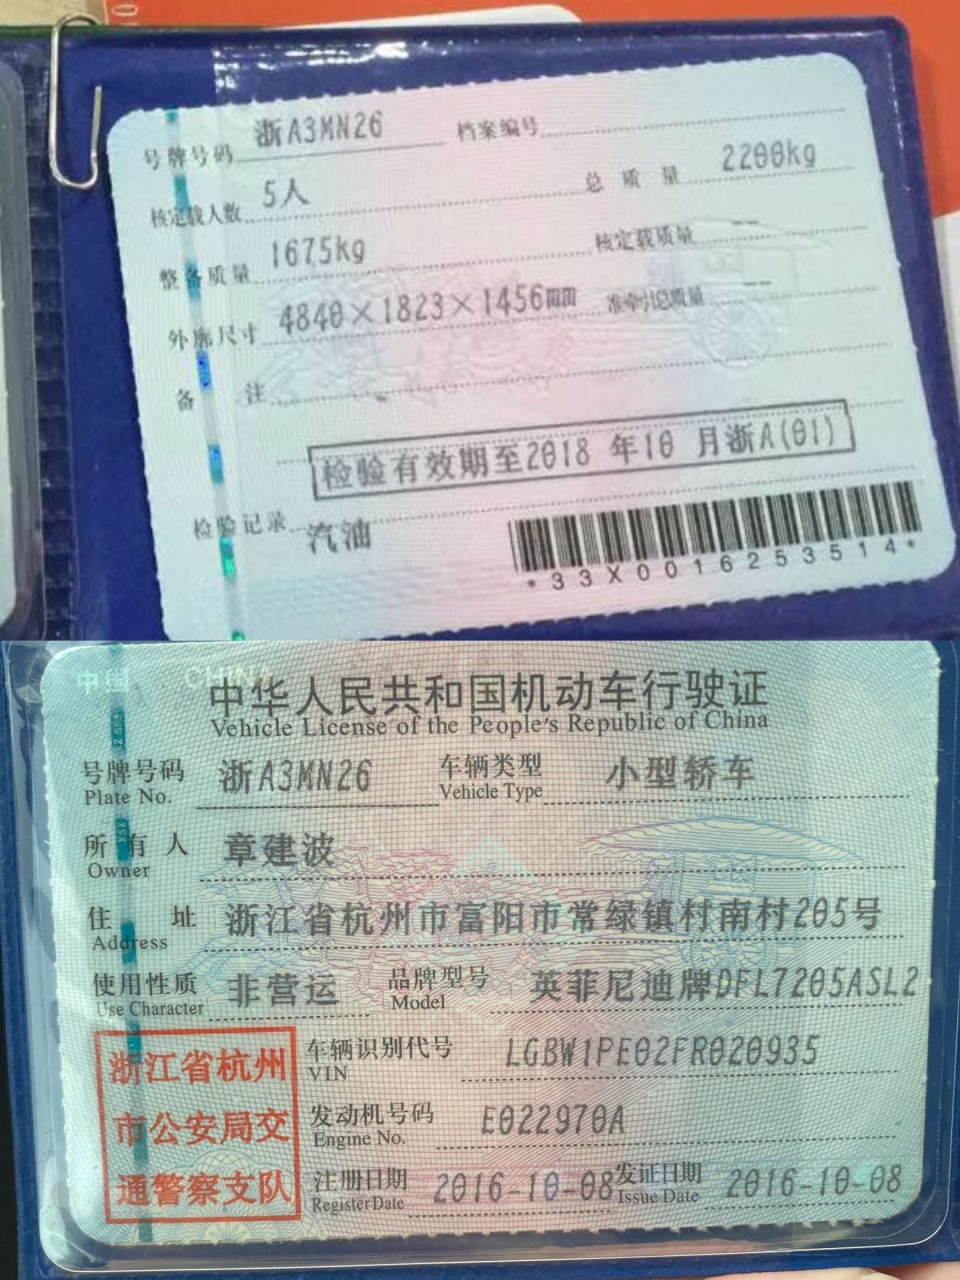 号牌号码 浙A3MN26 档案编号
核定载人数 5人 总质量 2200kg
整备质量 1675kg 核定载质量 --
外廓尺寸 4840×1823×1456mm 准牵引总质量 --
备注
检验有效期至2018 年10 月浙A(01)
检验记录 汽油
*33X0016253514*
中国 CHINA
中华人民共和国机动车行驶证
Vehicle License of the People's Republic of China
号牌号码 浙A3MN26 车辆类型 小型轿车
Plate No. Vehicle Type
所有人 章建波
Owner
住址 浙江省杭州市富阳市常绿镇村南村205号
Address
使用性质 非营运 品牌型号 英菲尼迪牌DFL7205ASL2
Use Character Model
浙江省杭州 车辆识别代号 LGBW1PE02FR020935
VIN
市公安局交 发动机号码 E022970A
Engine No.
通警察支队 注册日期 2016-10-08 发证日期 2016-10-08
Register Date Issue Date